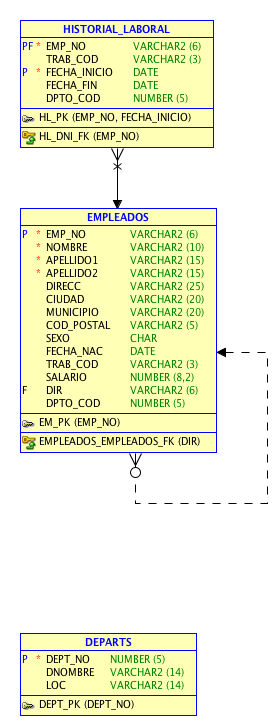 HISTORIAL_LABORAL
PF * EMP_NO VARCHAR2 (6)
TRAB_COD VARCHAR2 (3)
P * FECHA_INICIO DATE
FECHA_FIN DATE
DPTO_COD NUMBER (5)
HL_PK (EMP_NO, FECHA_INICIO)
HL_DNI_FK (EMP_NO)
EMPLEADOS
P * EMP_NO VARCHAR2 (6)
* NOMBRE VARCHAR2 (10)
* APELLIDO1 VARCHAR2 (15)
* APELLIDO2 VARCHAR2 (15)
DIRECC VARCHAR2 (25)
CIUDAD VARCHAR2 (20)
MUNICIPIO VARCHAR2 (20)
COD_POSTAL VARCHAR2 (5)
SEXO CHAR
FECHA_NAC DATE
TRAB_COD VARCHAR2 (3)
SALARIO NUMBER (8,2)
F DIR VARCHAR2 (6)
DPTO_COD NUMBER (5)
EM_PK (EMP_NO)
EMPLEADOS_EMPLEADOS_FK (DIR)
DEPARTS
P * DEPT_NO NUMBER (5)
DNOMBRE VARCHAR2 (14)
LOC VARCHAR2 (14)
DEPT_PK (DEPT_NO)